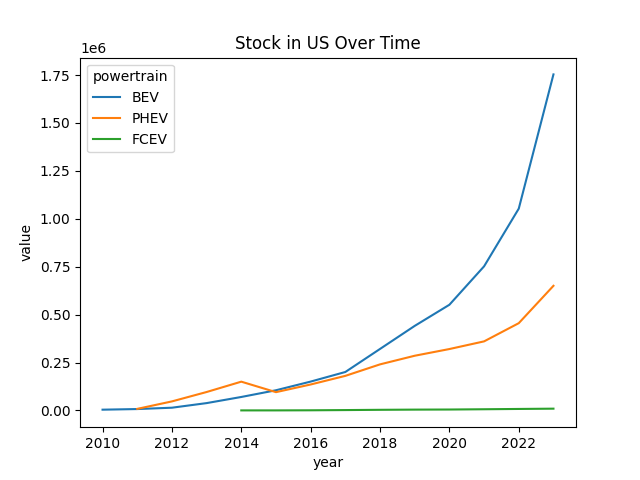 Stock in US Over Time
1e6
powertrain
BEV
PHEV
FCEV
1.75
1.50
1.25
1.00
0.75
0.50
0.25
0.00
value
2010 2012 2014 2016 2018 2020 2022
year